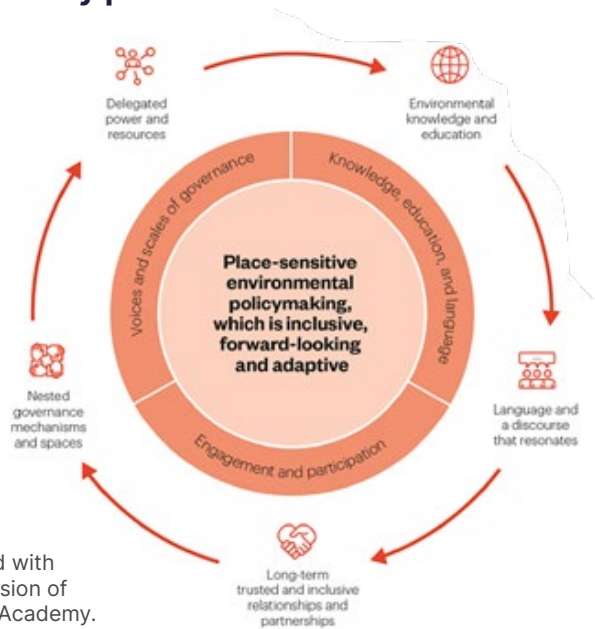 Delegated
power and
resources
Environmental
knowledge and
education
Voices and scales of governance
Knowledge, education, and language
Place-sensitive
environmental
policymaking,
which is inclusive,
forward-looking
and adaptive
Nested
governance
mechanisms
and spaces
Language and
a discourse
that resonates
Engagement and participation
Long-term
trusted and inclusive
relationships and
partnerships
with
of
Academy.